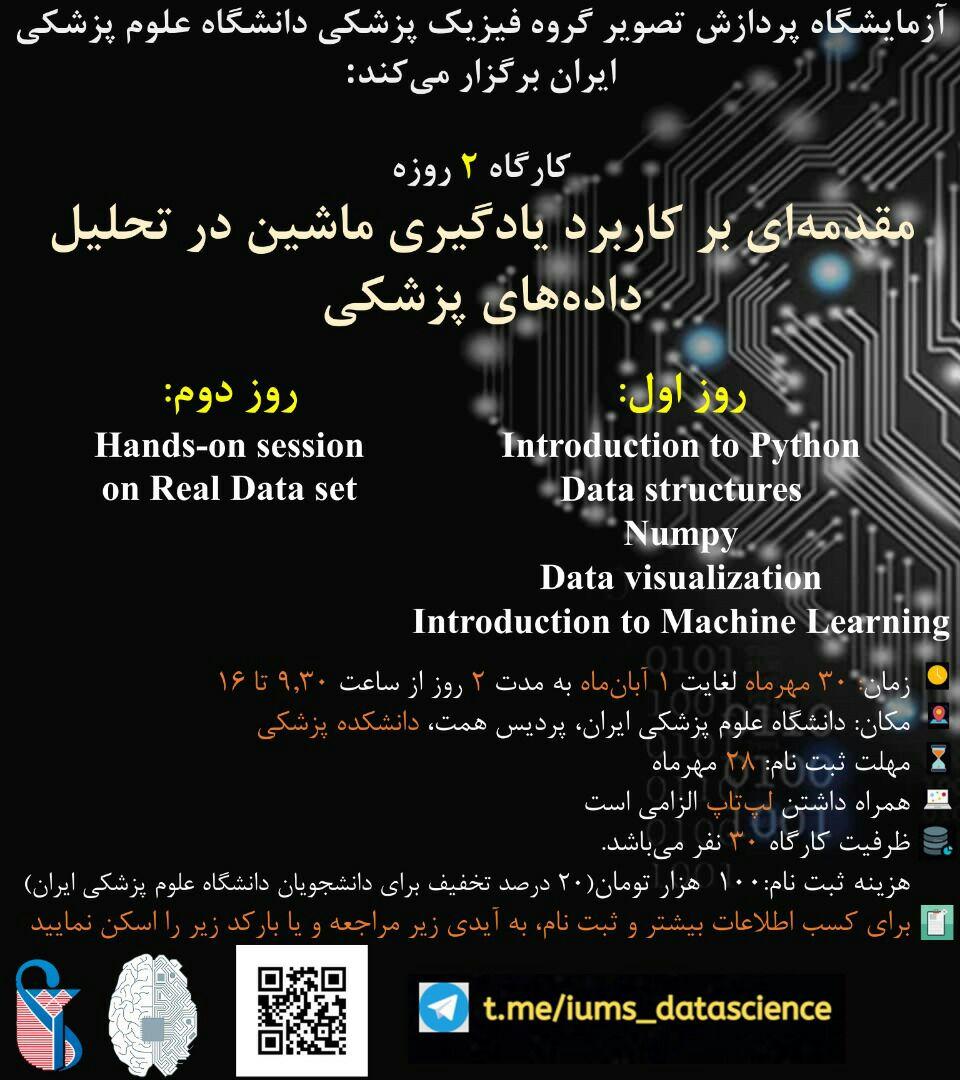 آزمایشگاه پردازش تصویر گروه فیزیک پزشکی دانشگاه علوم پزشکی
ایران برگزار می‌کند:
کارگاه ۲ روزه
مقدمه‌ای بر کاربرد یادگیری ماشین در تحلیل
داده‌های پزشکی
روز اول:
Introduction to Python
Data structures
Numpy
Data visualization
Introduction to Machine Learning
روز دوم:
Hands-on session
on Real Data set
زمان: ۳۰ مهرماه لغایت ۱ آبان‌ماه به مدت ۲ روز از ساعت ۹,۳۰ تا ۱۶
مکان: دانشگاه علوم پزشکی ایران، پردیس همت، دانشکده پزشکی
مهلت ثبت نام: ۲۸ مهرماه
همراه داشتن لپ‌تاپ الزامی است
ظرفیت کارگاه ۳۰ نفر می‌باشد.
هزینه ثبت نام:۱۰۰ هزار تومان(۲۰ درصد تخفیف برای دانشجویان دانشگاه علوم پزشکی ایران)
برای کسب اطلاعات بیشتر و ثبت نام، به آیدی زیر مراجعه و یا بارکد زیر را اسکن نمایید
t.me/iums_datascience